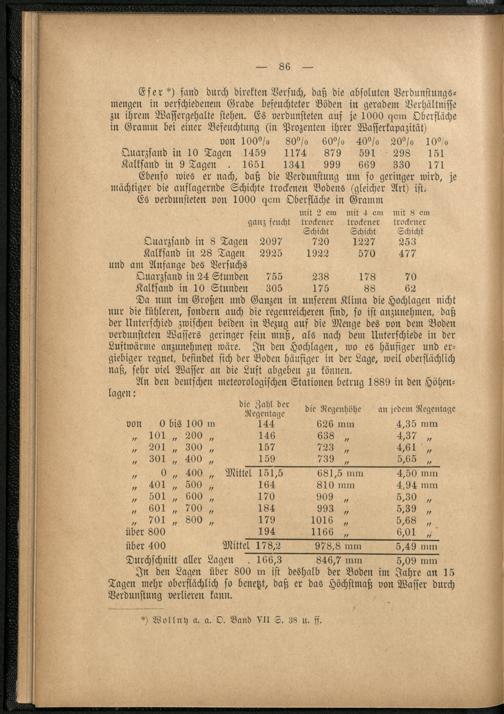 — 86 —
Eser*) fand durch direkten Versuch, daß die absoluten Verdunstungs-
mengen in verschiedenem Grade befeuchteter Böden in geradem Verhältnisse
zu ihrem Wassergehalte stehen. Es verdunsteten auf je 1000 qcm Oberfläche
in Gramm bei einer Befeuchtung (in Prozenten ihrer Wasserkapazität)
von 100% 80% 60% 40% 20% 10%
Quarzsand in 10 Tagen 1459 1174 879 591 298 151
Kalksand in 9 Tagen . 1651 1341 999 669 330 171
Ebenso wies er nach, daß die Verdunstung um so geringer wird, je
mächtiger die auflagernde Schichte trockenen Bodens (gleicher Art) ist.
Es verdunsteten von 1000 qcm Oberfläche in Gramm
mit 2 cm mit 4 cm mit 8 cm
ganz feucht trockener trockener trockener
Schicht Schicht Schicht
Quarzsand in 8 Tagen 2097 720 1227 253
Kalksand in 28 Tagen 2925 1922 570 477
und am Anfange des Versuchs
Quarzsand in 24 Stunden 755 238 178 70
Kalksand in 10 Stunden 305 175 88 62
Da nun im Großen und Ganzen in unserem Klima die Hochlagen nicht
nur die kühleren, sondern auch die regenreicheren sind, so ist anzunehmen, daß
der Unterschied zwischen beiden in Bezug auf die Menge des von dem Boden
verdunsteten Wassers geringer sein muß, als nach dem Unterschiede in der
Luftwärme anzunehmen wäre. In den Hochlagen, wo es häufiger und er-
giebiger regnet, befindet sich der Boden häufiger in der Lage, weil oberflächlich
naß, sehr viel Wasser an die Luft abgeben zu können.
An den deutschen meteorologischen Stationen betrug 1889 in den Höhen-
lagen:
die Zahl der
Regentage die Regenhöhe an jedem Regentage
von 0 bis 100 m 144 626 mm 4,35 mm
„ 101 „ 200 „ 146 638 „ 4,37 „
„ 201 „ 300 „ 157 723 „ 4,61 „
„ 301 „ 400 „ 159 739 „ 5,65 „
„ 0 „ 400 „ Mittel 151,5 681,5 mm 4,50 mm
„ 401 „ 500 „ 164 810 mm 4,94 mm
„ 501 „ 600 „ 170 909 „ 5,30 „
„ 601 „ 700 „ 184 993 „ 5,39 „
„ 701 „ 800 „ 179 1016 „ 5,68 „
über 800 194 1166 „ 6,01 „
über 400 Mittel 178,2 978,8 mm 5,49 mm
Durchschnitt aller Lagen . 166,3 846,7 mm 5,09 mm
In den Lagen über 800 m ist deshalb der Boden im Jahre an 15
Tagen mehr oberflächlich so benetzt, daß er das Höchstmaß von Wasser durch
Verdunstung verlieren kann.
*) Wollny a. a. O. Band VII S. 38 u. ff.